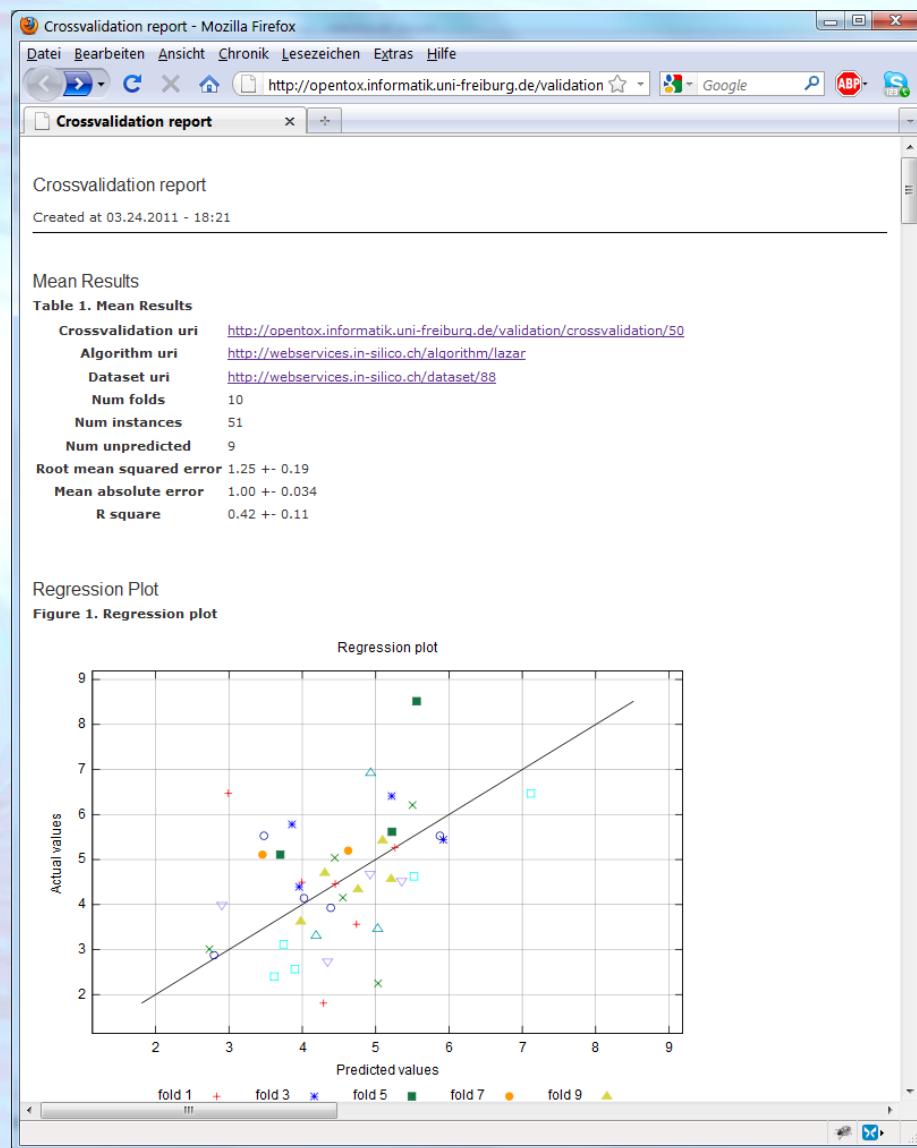 Crossvalidation report - Mozilla Firefox
Datei Bearbeiten Ansicht Chronik Lesezeichen Extras Hilfe
http://opentox.informatik.uni-freiburg.de/validation Google ABP
Crossvalidation report
Crossvalidation report
Created at 03.24.2011 - 18:21
Mean Results
Table 1. Mean Results
Crossvalidation uri http://opentox.informatik.uni-freiburg.de/validation/crossvalidation/50
Algorithm uri http://webservices.in-silico.ch/algorithm/lazar
Dataset uri http://webservices.in-silico.ch/dataset/88
Num folds 10
Num instances 51
Num unpredicted 9
Root mean squared error 1.25 +- 0.19
Mean absolute error 1.00 +- 0.034
R square 0.42 +- 0.11
Regression Plot
Figure 1. Regression plot
Regression plot
9
8
7
6
5
4
3
2
Actual values
2 3 4 5 6 7 8 9
Predicted values
fold 1 fold 3 fold 5 fold 7 fold 9